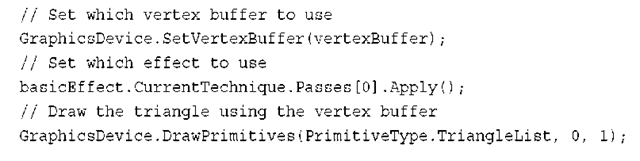 // Set which vertex buffer to use
GraphicsDevice.SetVertexBuffer(vertexBuffer);
// Set which effect to use
basicEffect.CurrentTechnique.Passes[0].Apply();
// Draw the triangle using the vertex buffer
GraphicsDevice.DrawPrimitives(PrimitiveType.TriangleList, 0, 1);